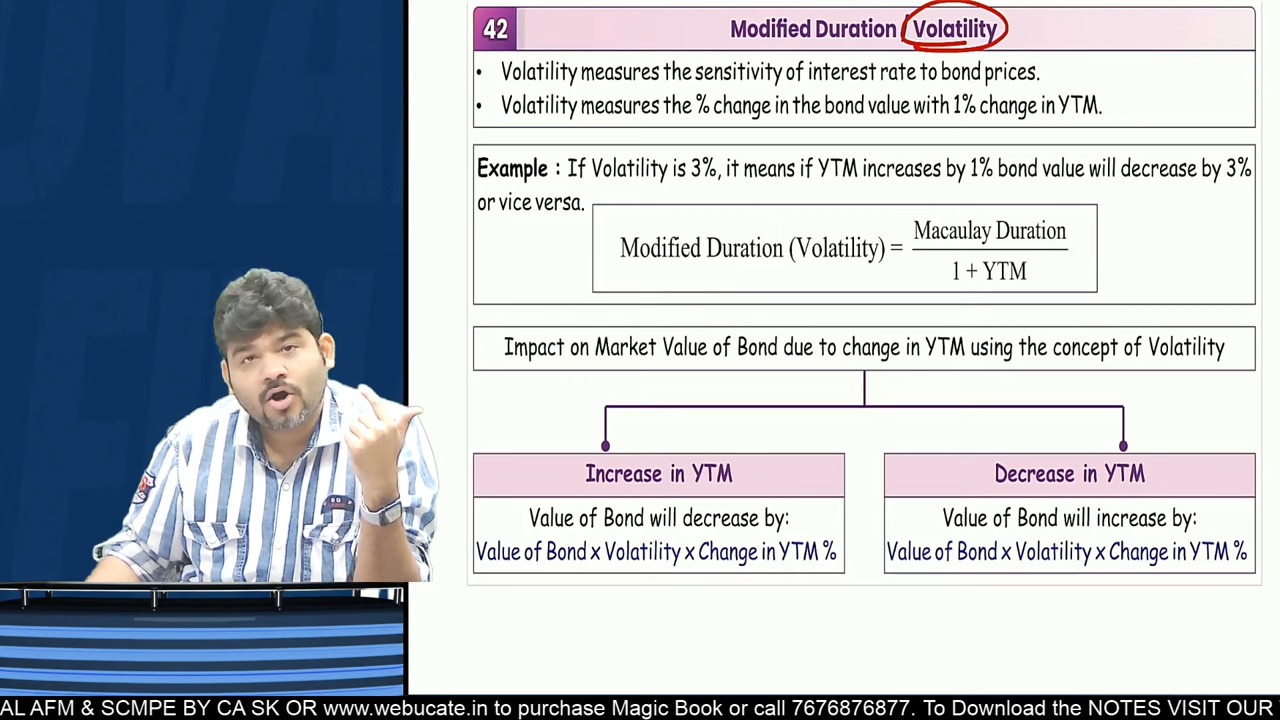 42
Modified Duration / Volatility
• Volatility measures the sensitivity of interest rate to bond prices.
• Volatility measures the % change in the bond value with 1% change in YTM.
Example : If Volatility is 3%, it means if YTM increases by 1% bond value will decrease by 3%
or vice versa.
Modified Duration (Volatility) = Macaulay Duration
1 + YTM
Impact on Market Value of Bond due to change in YTM using the concept of Volatility
Increase in YTM
Value of Bond will decrease by:
Value of Bond x Volatility x Change in YTM %
Decrease in YTM
Value of Bond will increase by:
Value of Bond x Volatility x Change in YTM %
AL AFM & SCMPE BY CA SK OR www.webucate.in to purchase Magic Book or call 7676876877. To Download the NOTES VISIT OUR